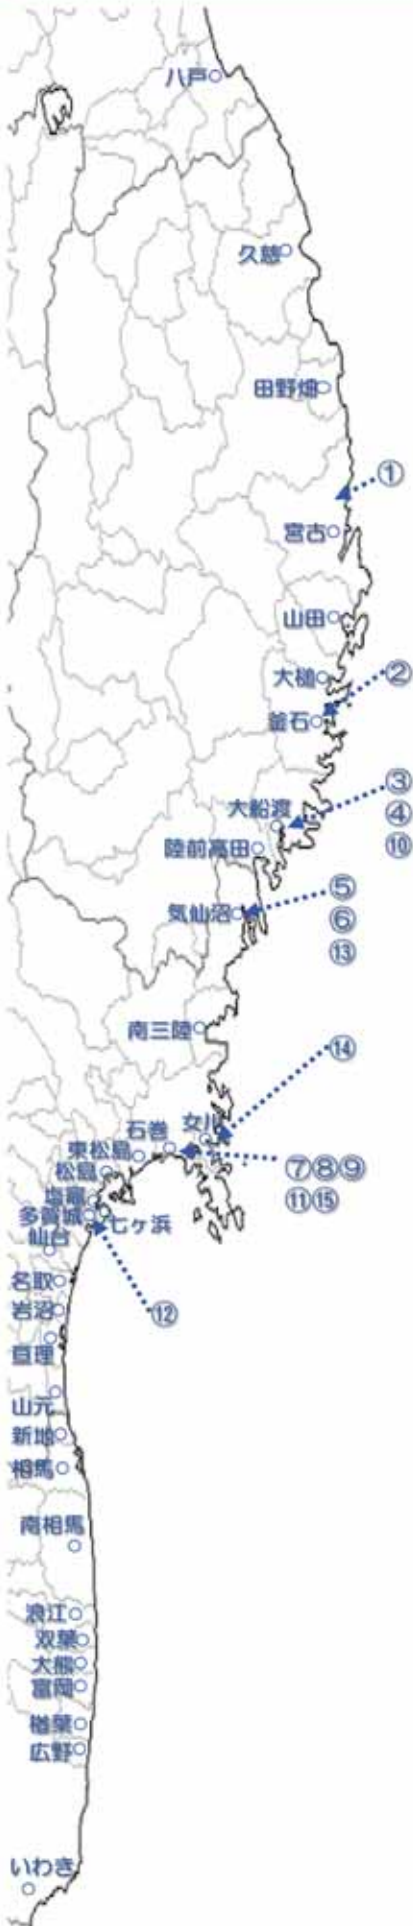 八戸
久慈
田野畑
①
宮古
山田
大槌
②
釜石
③
大船渡
④
陸前高田
⑩
⑤
気仙沼
⑥
⑬
南三陸
⑭
女川
石巻
東松島
⑦⑧⑨
松島
⑪⑮
塩竈
多賀城
七ヶ浜
仙台
名取
岩沼
⑫
亘理
山元
新地
相馬
南相馬
浪江
双葉
大熊
富岡
楢葉
広野
いわき